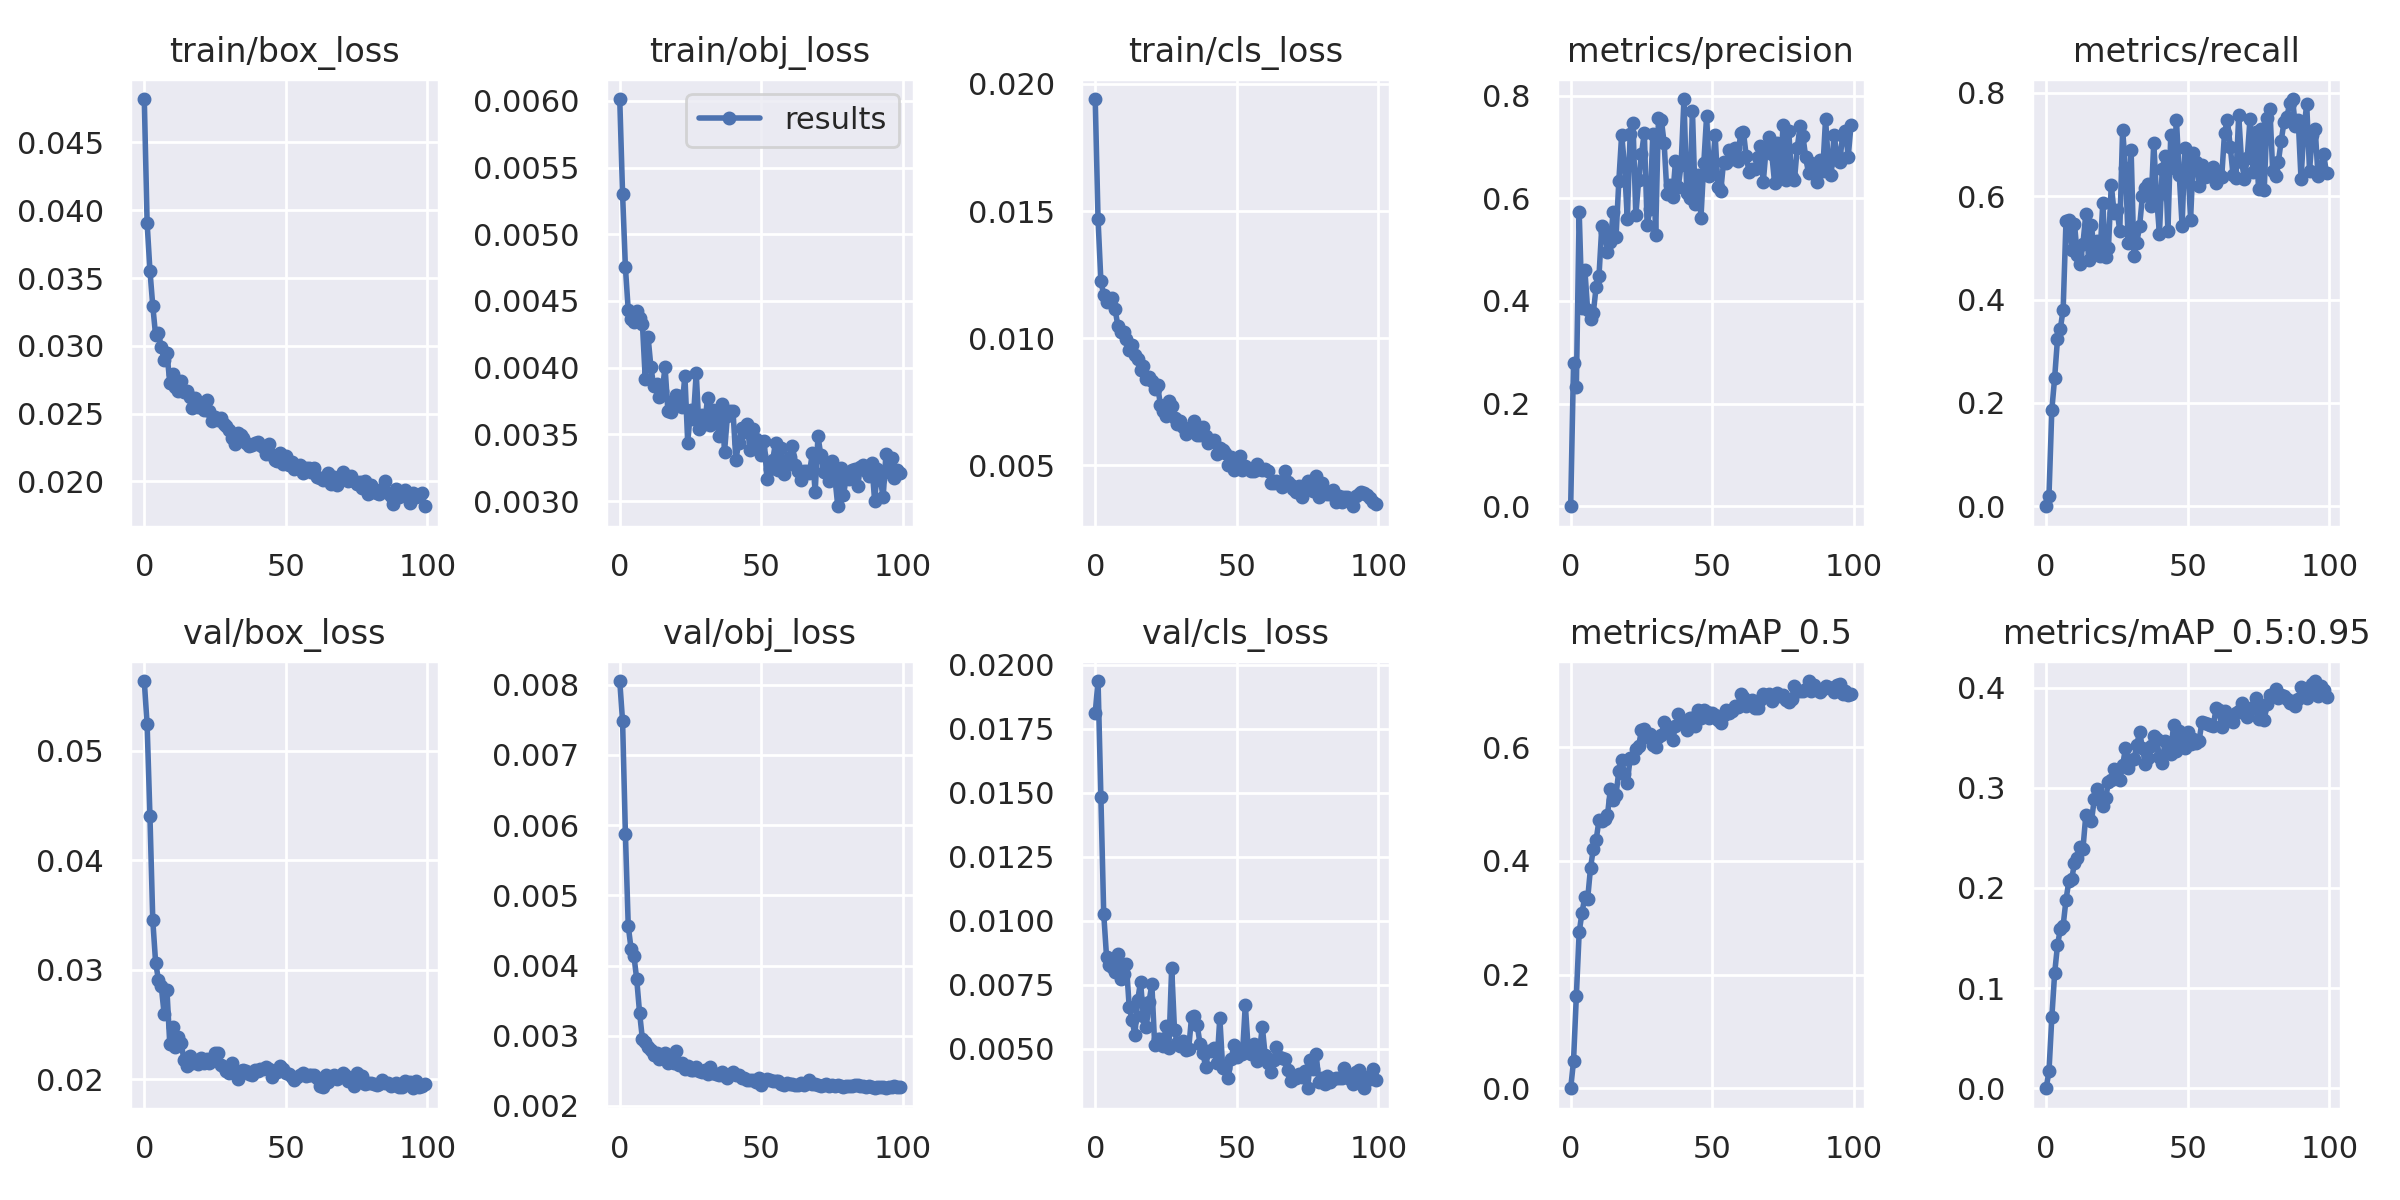 train/box_loss
0.045
0.040
0.035
0.030
0.025
0.020
0 50 100
train/obj_loss
results
0.0060
0.0055
0.0050
0.0045
0.0040
0.0035
0.0030
0 50 100
train/cls_loss
0.020
0.015
0.010
0.005
0 50 100
metrics/precision
0.8
0.6
0.4
0.2
0.0
0 50 100
metrics/recall
0.8
0.6
0.4
0.2
0.0
0 50 100
val/box_loss
0.05
0.04
0.03
0.02
0 50 100
val/obj_loss
0.008
0.007
0.006
0.005
0.004
0.003
0.002
0 50 100
val/cls_loss
0.0200
0.0175
0.0150
0.0125
0.0100
0.0075
0.0050
0 50 100
metrics/mAP_0.5
0.6
0.4
0.2
0.0
0 50 100
metrics/mAP_0.5:0.95
0.4
0.3
0.2
0.1
0.0
0 50 100